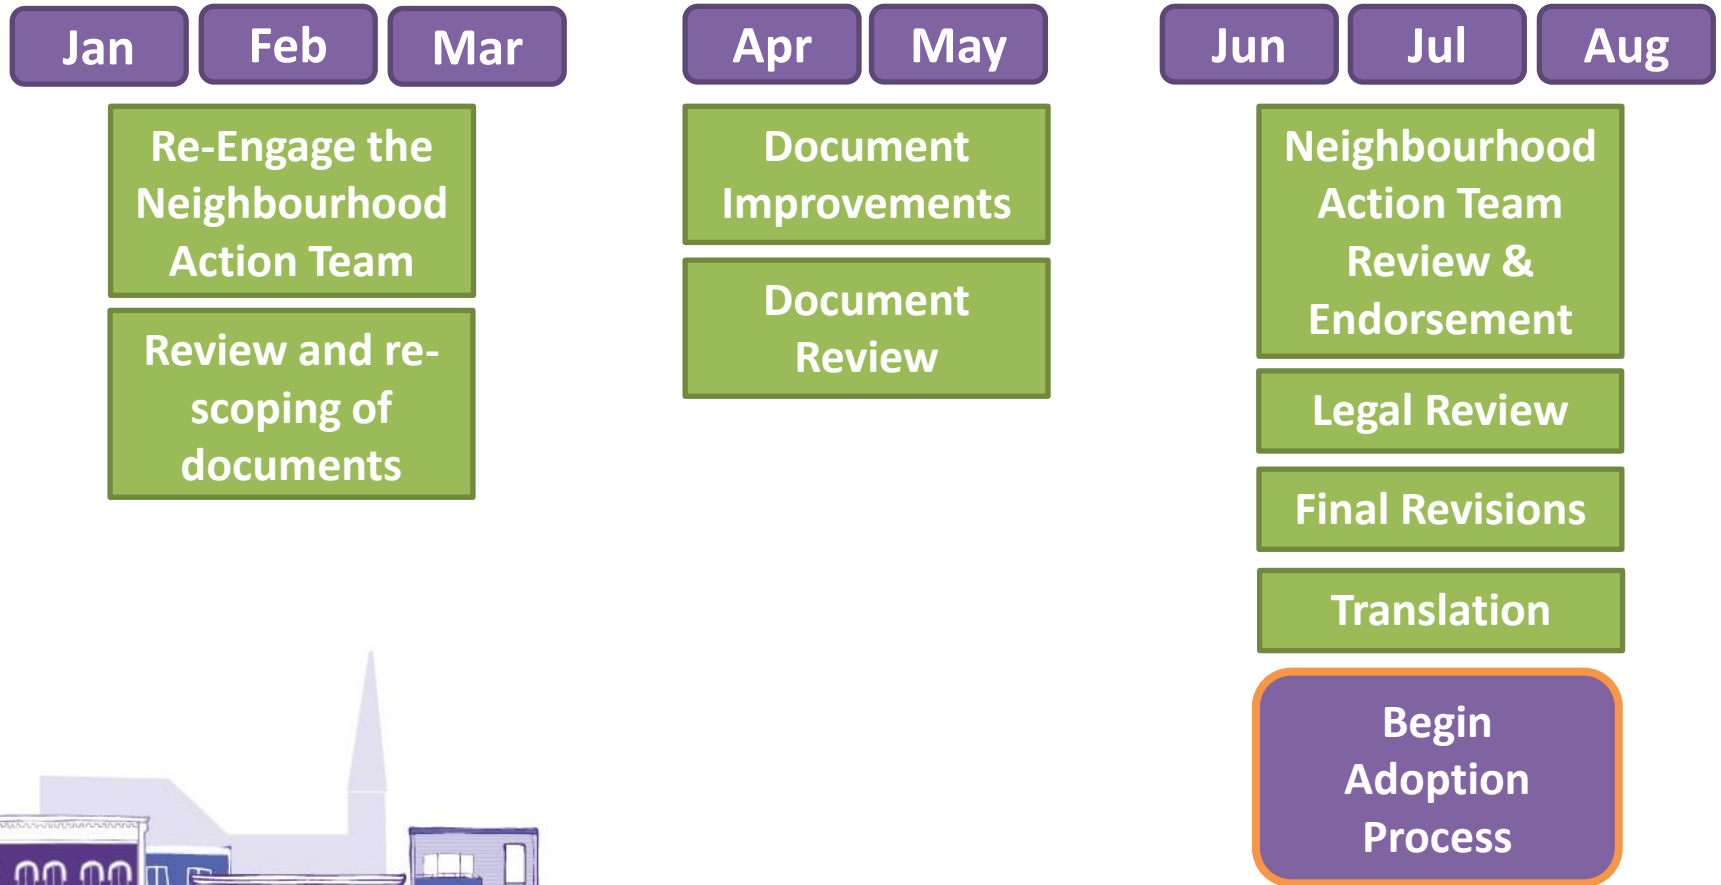 Jan
Feb
Mar
Apr
May
Jun
Jul
Aug
Re-Engage the
Neighbourhood
Action Team
Review and re-
scoping of
documents
Document
Improvements
Document
Review
Neighbourhood
Action Team
Review &
Endorsement
Legal Review
Final Revisions
Translation
Begin
Adoption
Process